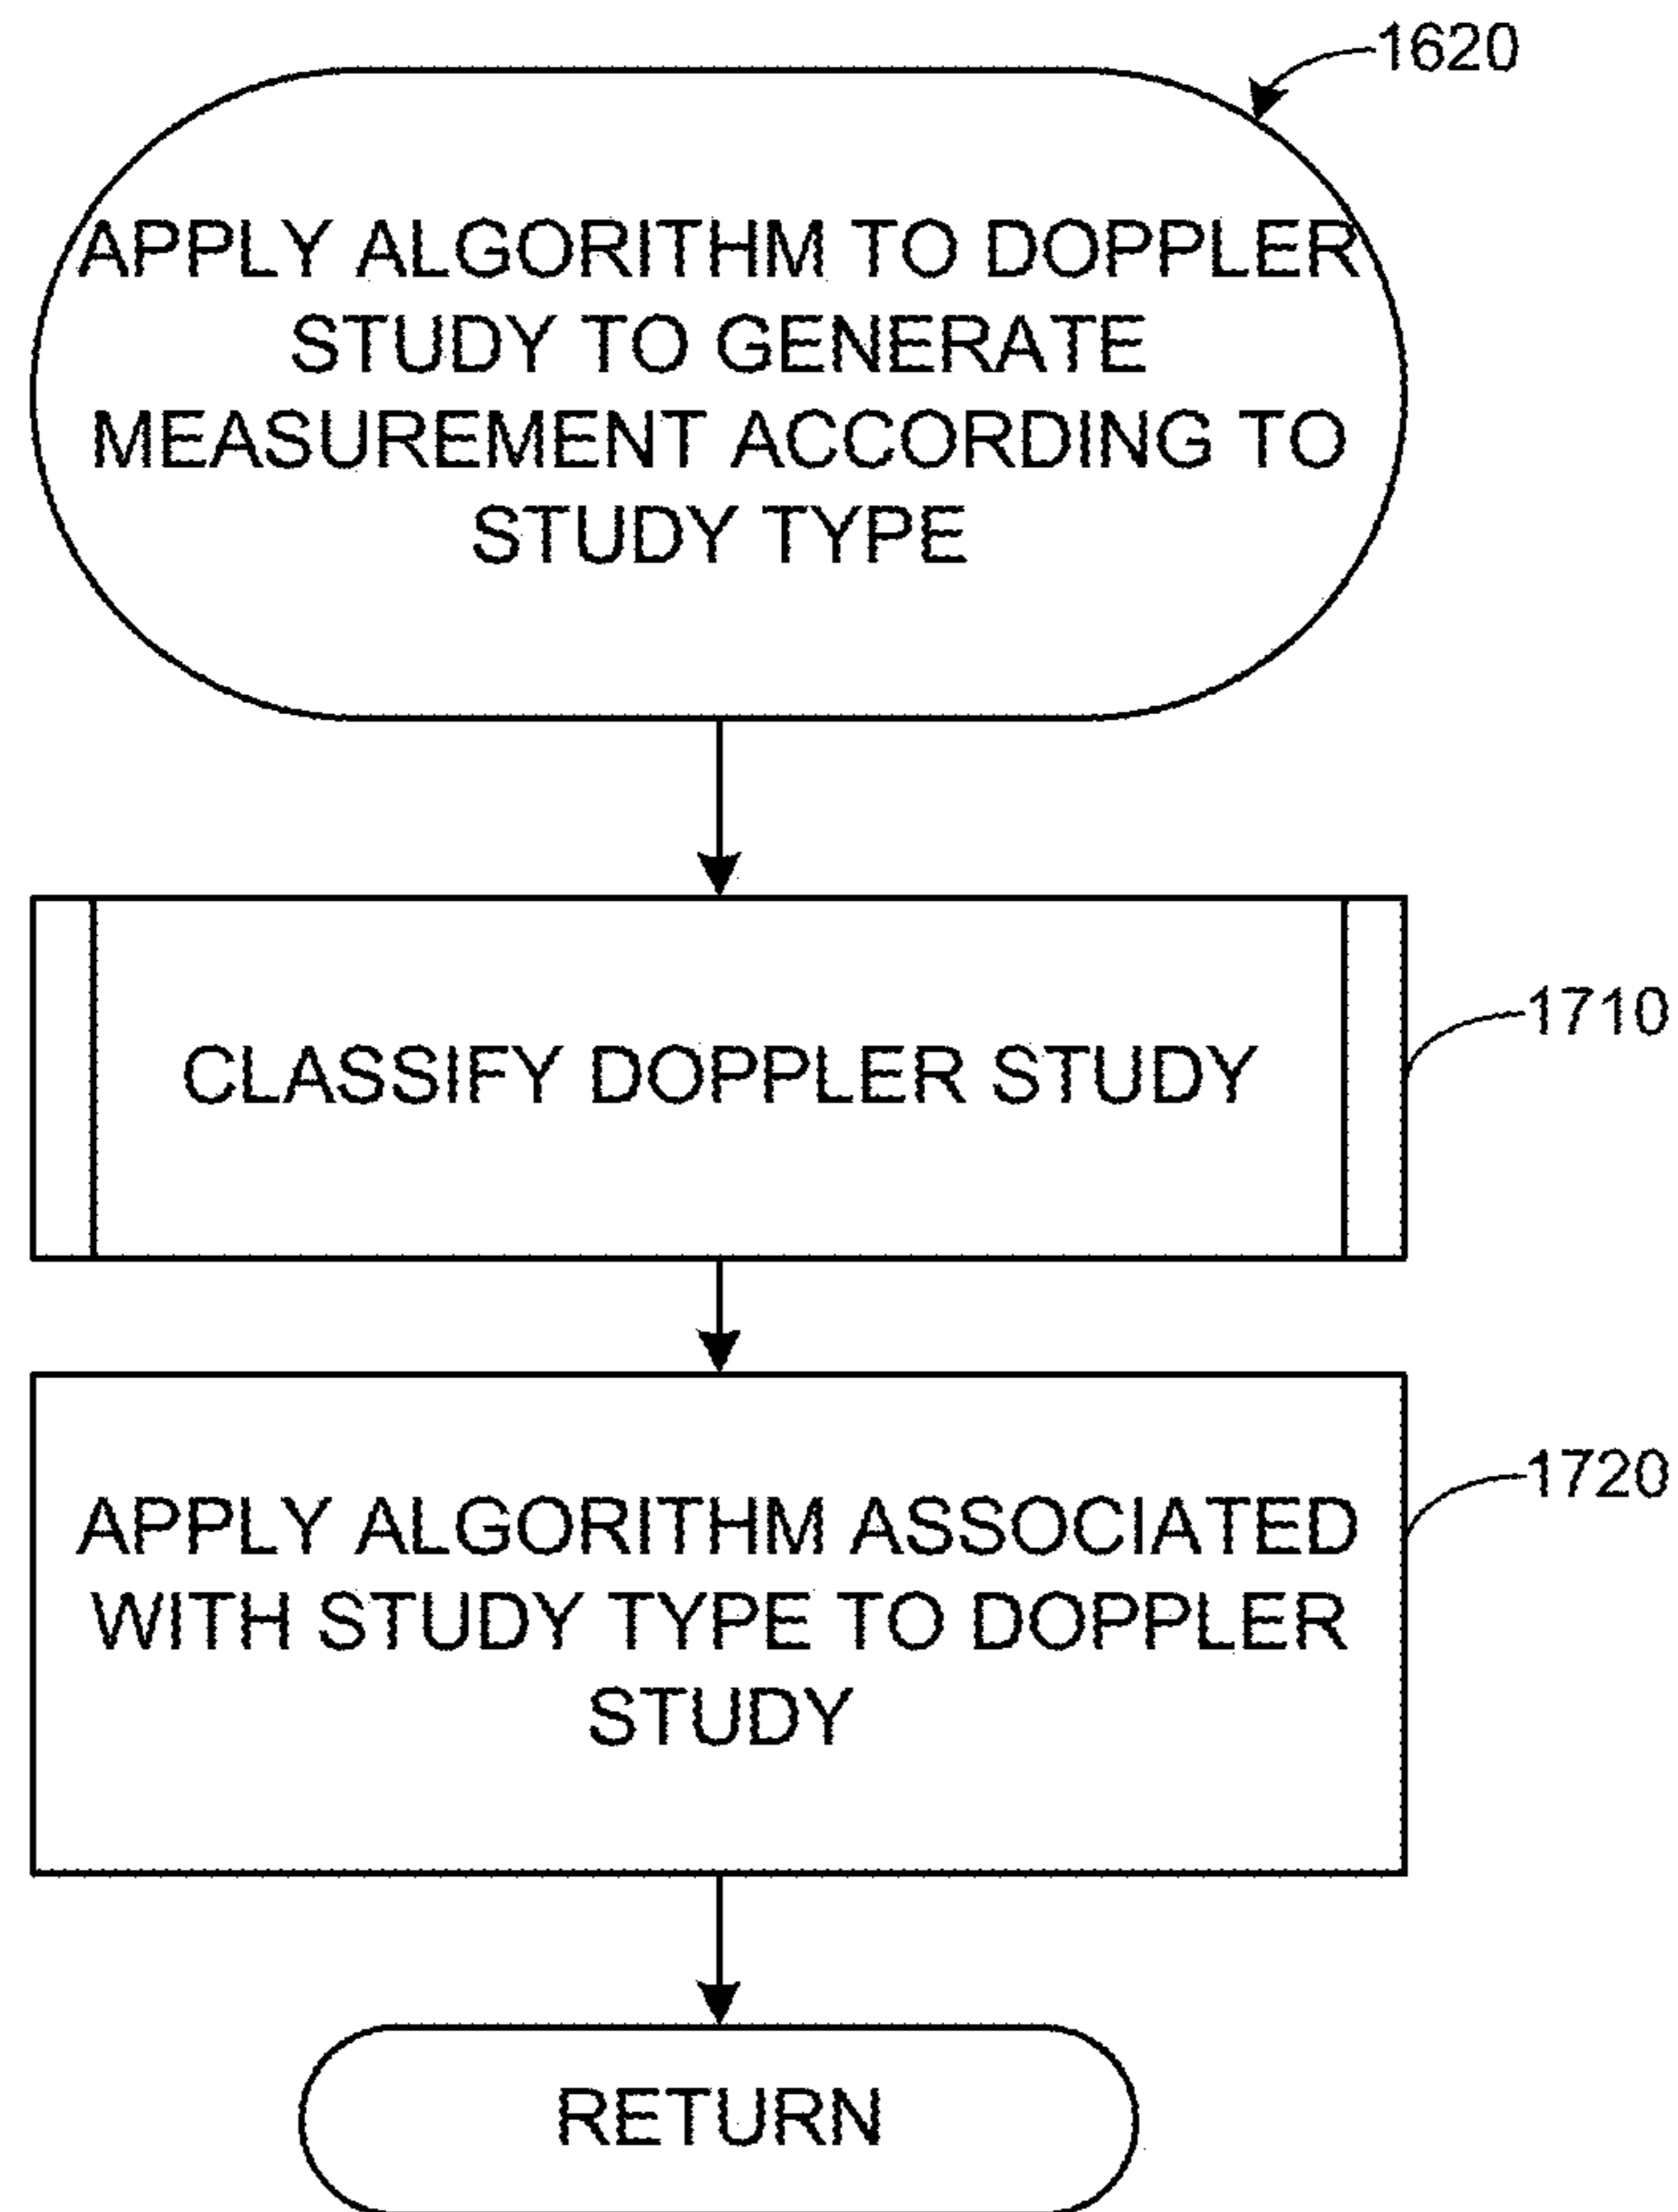 1620
APPLY ALGORITHM TO DOPPLER
STUDY TO GENERATE
MEASUREMENT ACCORDING TO
STUDY TYPE
CLASSIFY DOPPLER STUDY
1710
APPLY ALGORITHM ASSOCIATED
WITH STUDY TYPE TO DOPPLER
STUDY
1720
RETURN